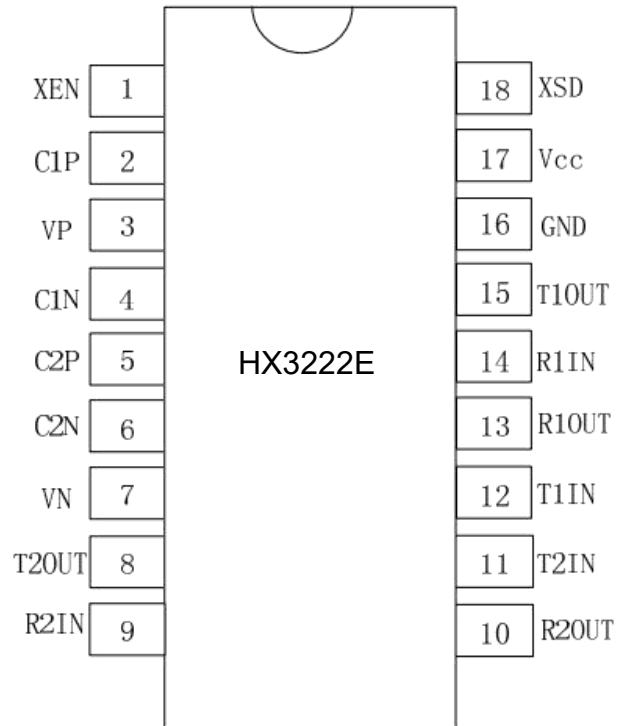 XEN 1 18 XSD
C1P 2 17 Vcc
VP 3 16 GND
C1N 4 15 T1OUT
C2P 5 HX3222E 14 R1IN
C2N 6 13 R1OUT
VN 7 12 T1IN
T2OUT 8 11 T2IN
R2IN 9 10 R2OUT